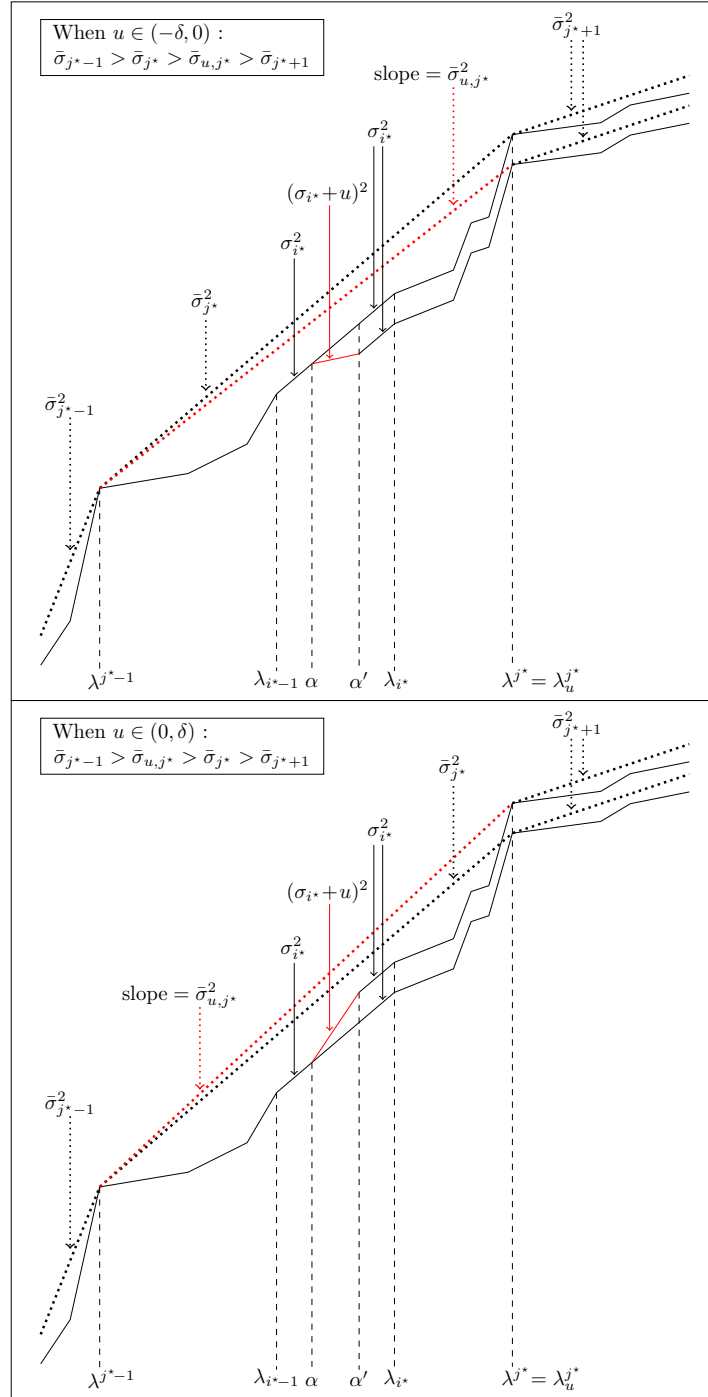 When u ∈ (−δ, 0) :
σ̄_{j⋆−1} > σ̄_{j⋆} > σ̄_{u,j⋆} > σ̄_{j⋆+1}
σ̄²_{j⋆+1}
slope = σ̄²_{u,j⋆}
σ²_{i⋆}
(σ_{i⋆}+u)²
σ²_{i⋆}
σ̄²_{j⋆}
σ̄²_{j⋆−1}
λ^{j⋆−1} λ_{i⋆−1} α α′ λ_{i⋆} λ^{j⋆} = λ_u^{j⋆}
When u ∈ (0, δ) :
σ̄_{j⋆−1} > σ̄_{u,j⋆} > σ̄_{j⋆} > σ̄_{j⋆+1}
σ̄²_{j⋆+1}
σ̄²_{j⋆}
σ²_{i⋆}
(σ_{i⋆}+u)²
σ²_{i⋆}
slope = σ̄²_{u,j⋆}
σ̄²_{j⋆−1}
λ^{j⋆−1} λ_{i⋆−1} α α′ λ_{i⋆} λ^{j⋆} = λ_u^{j⋆}